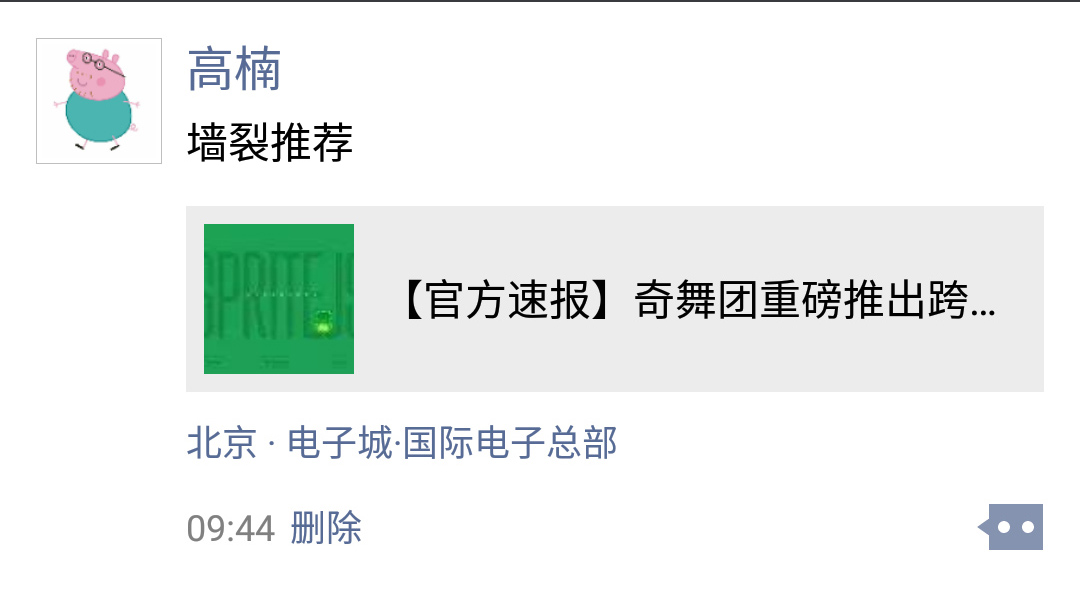 高楠
墙裂推荐
SPRITEJS
【官方速报】奇舞团重磅推出跨...
北京 · 电子城·国际电子总部
09:44 删除